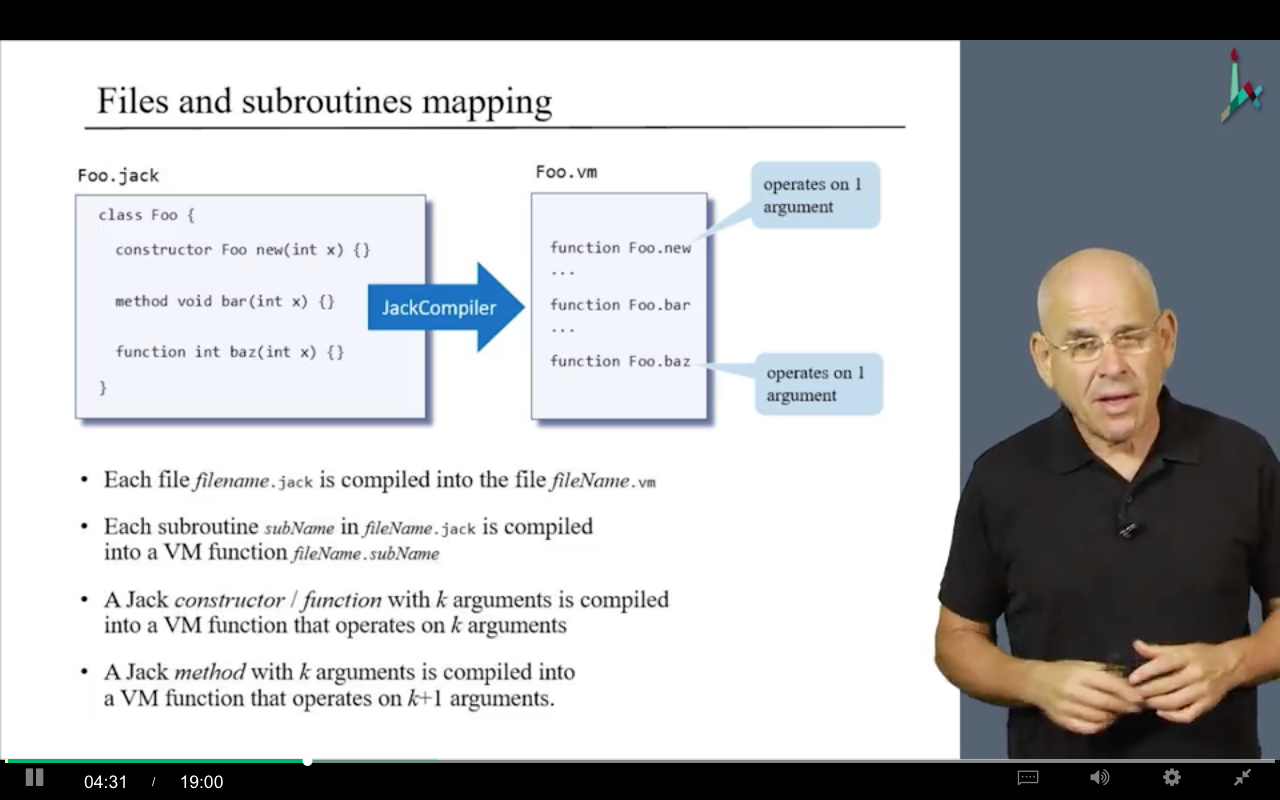 Files and subroutines mapping
Foo.jack
class Foo {
constructor Foo new(int x) {}
method void bar(int x) {}
function int baz(int x) {}
}
JackCompiler
Foo.vm
function Foo.new
...
function Foo.bar
...
function Foo.baz
operates on 1
argument
operates on 1
argument
• Each file filename.jack is compiled into the file fileName.vm
• Each subroutine subName in fileName.jack is compiled
into a VM function fileName.subName
• A Jack constructor / function with k arguments is compiled
into a VM function that operates on k arguments
• A Jack method with k arguments is compiled into
a VM function that operates on k+1 arguments.
04:31 / 19:00